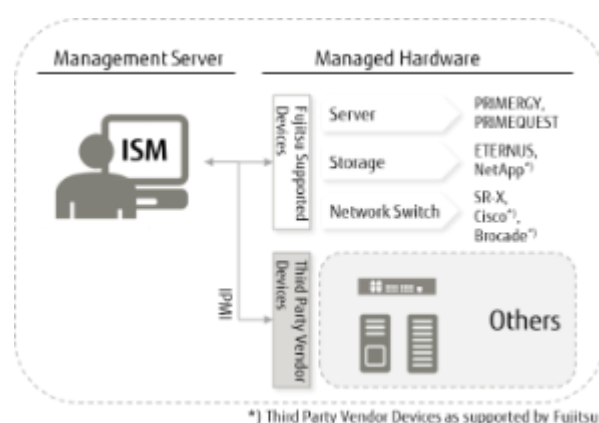 Management Server
Managed Hardware
ISM
Fujitsu Supported
Devices
Server
PRIMERGY,
PRIMEQUEST
Storage
ETERNUS,
NetApp*)
Network Switch
SR-X,
Cisco*),
Brocade*)
IPMI
Third Party Vendor
Devices
Others
*) Third Party Vendor Devices as supported by Fujitsu